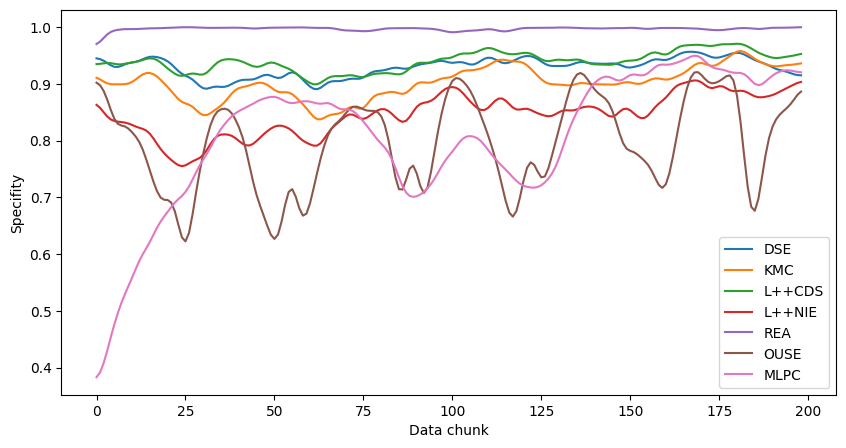 1.0
0.9
0.8
0.7
0.6
0.5
0.4
Specifity
0 25 50 75 100 125 150 175 200
Data chunk
DSE
KMC
L++CDS
L++NIE
REA
OUSE
MLPC